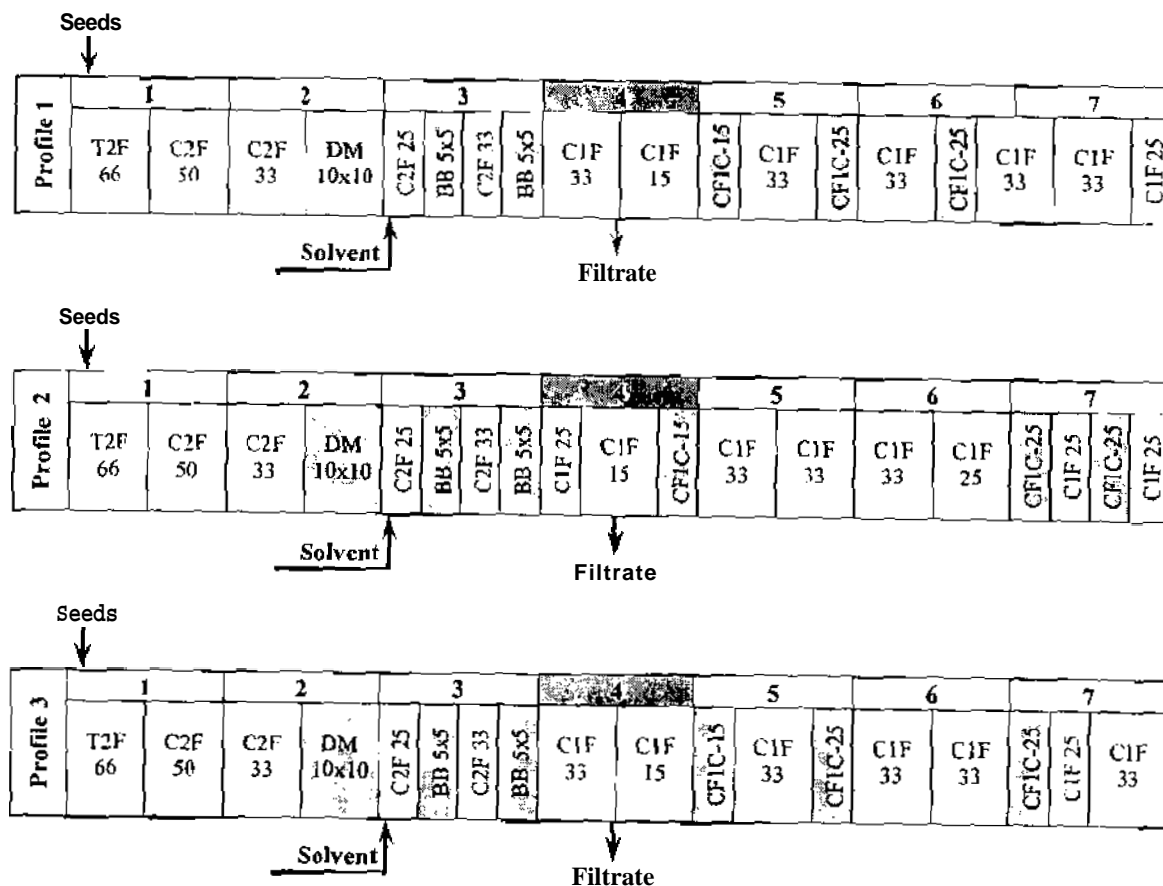 Seeds
Profile 1
1 2 3 4 5 6 7
T2F 66 C2F 50 C2F 33 DM 10x10 C2F 25 BB 5x5 C2F 33 BB 5x5 C1F 33 C1F 15 CF1C-15 C1F 33 CF1C-25 C1F 33 CF1C-25 C1F 33 C1F 33 C1F 25
Solvent
Filtrate
Seeds
Profile 2
1 2 3 4 5 6 7
T2F 66 C2F 50 C2F 33 DM 10x10 C2F 25 BB 5x5 C2F 33 BB 5x5 C1F 25 C1F 15 CF1C-15 C1F 33 C1F 33 C1F 33 C1F 25 CF1C-25 C1F 25 CF1C-25 C1F 25
Solvent
Filtrate
Seeds
Profile 3
1 2 3 4 5 6 7
T2F 66 C2F 50 C2F 33 DM 10x10 C2F 25 BB 5x5 C2F 33 BB 5x5 C1F 33 C1F 15 CF1C-15 C1F 33 CF1C-25 C1F 33 C1F 33 CF1C-25 C1F 25 C1F 33
Solvent
Filtrate